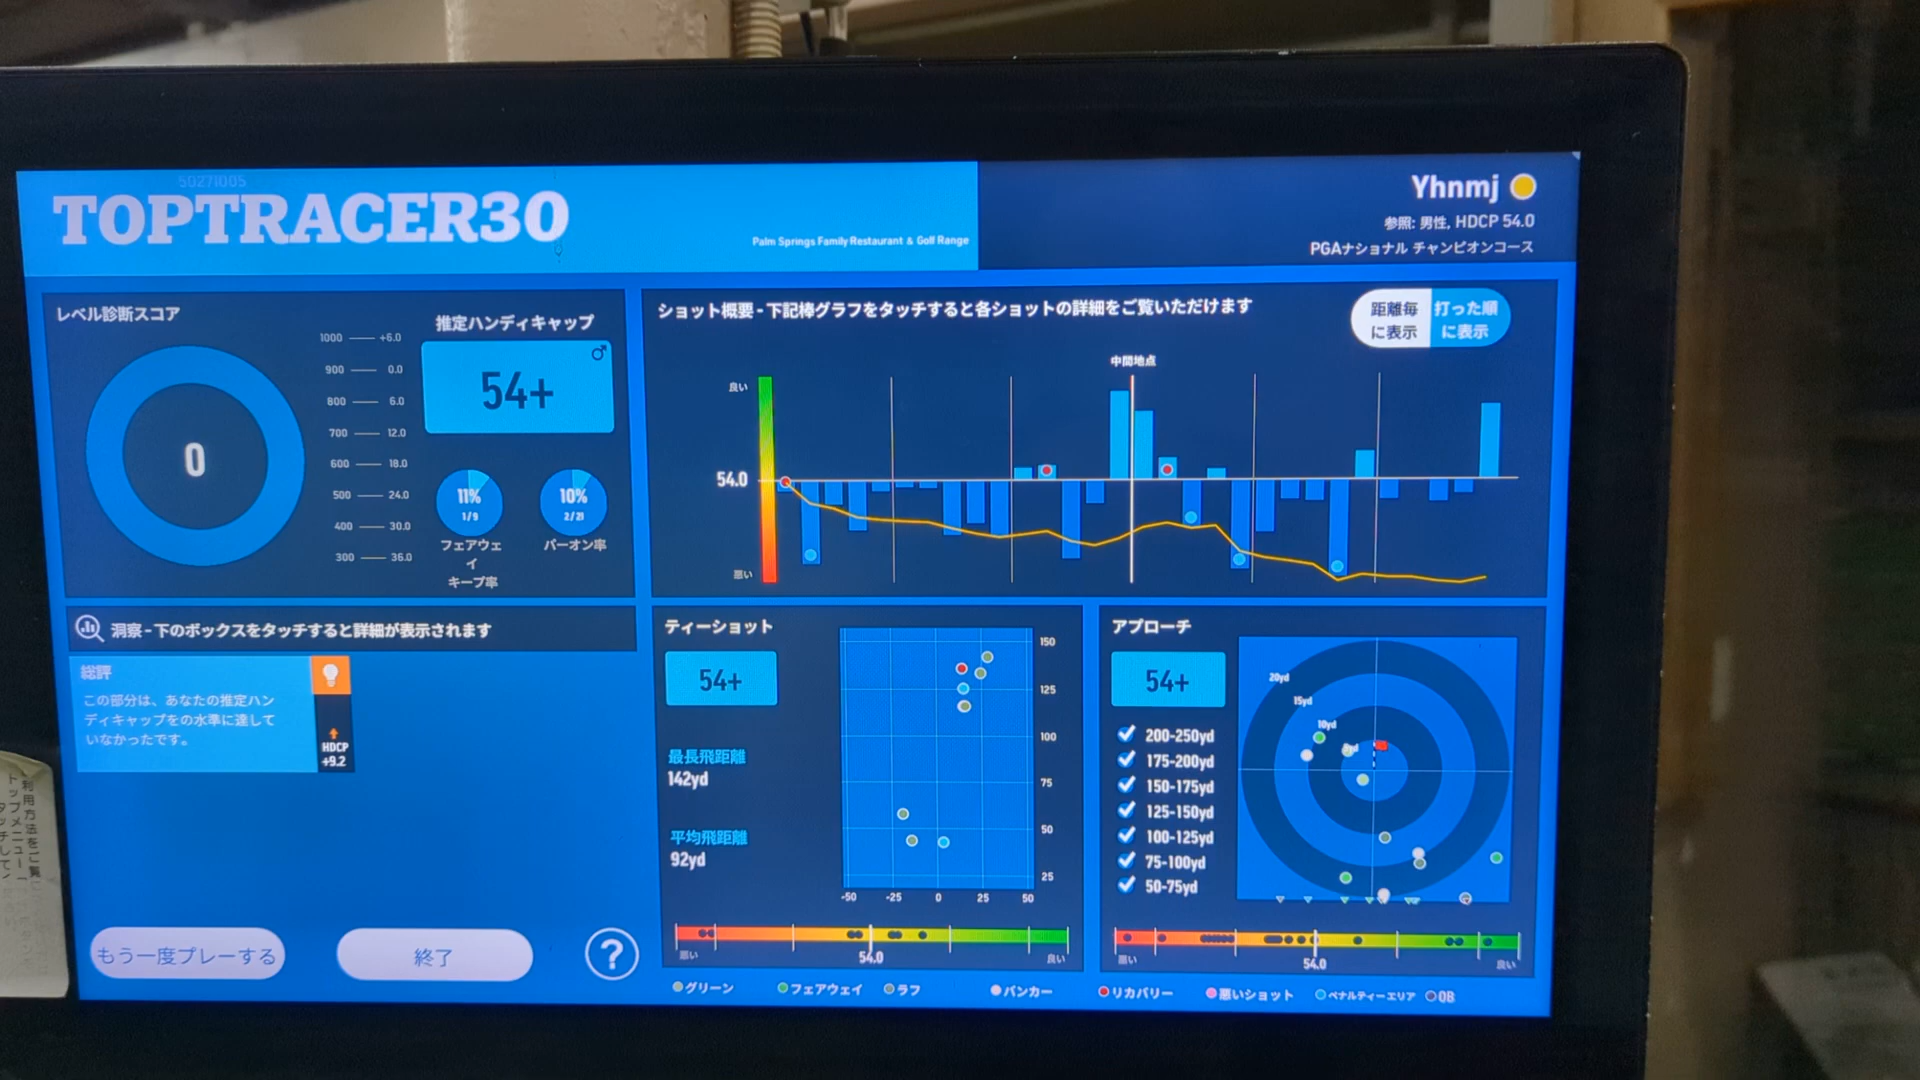 50271005
TOPTRACER30
Palm Springs Family Restaurant & Golf Range
Yhnmj
参照: 男性, HDCP 54.0
PGAナショナル チャンピオンコース
レベル診断スコア
0
1000 +6.0
900 0.0
800 6.0
700 12.0
600 18.0
500 24.0
400 30.0
300 36.0
推定ハンディキャップ
54+
11%
1/9
フェアウェ
イ
キープ率
10%
2/21
パーオン率
ショット概要 - 下記棒グラフをタッチすると各ショットの詳細をご覧いただけます
距離毎
に表示
打った順
に表示
中間地点
良い
54.0
悪い
洞察 - 下のボックスをタッチすると詳細が表示されます
総評
この部分は、あなたの推定ハン
ディキャップをの水準に達して
いなかったです。
HDCP
+9.2
もう一度プレーする
終了
?
ティーショット
54+
最長飛距離
142yd
平均飛距離
92yd
150
125
100
75
50
25
-50 -25 0 25 50
悪い
54.0
良い
アプローチ
54+
200-250yd
175-200yd
150-175yd
125-150yd
100-125yd
75-100yd
50-75yd
20yd
15yd
10yd
悪い
54.0
良い
グリーン
フェアウェイ
ラフ
バンカー
リカバリー
悪いショット
ペナルティーエリア
OB